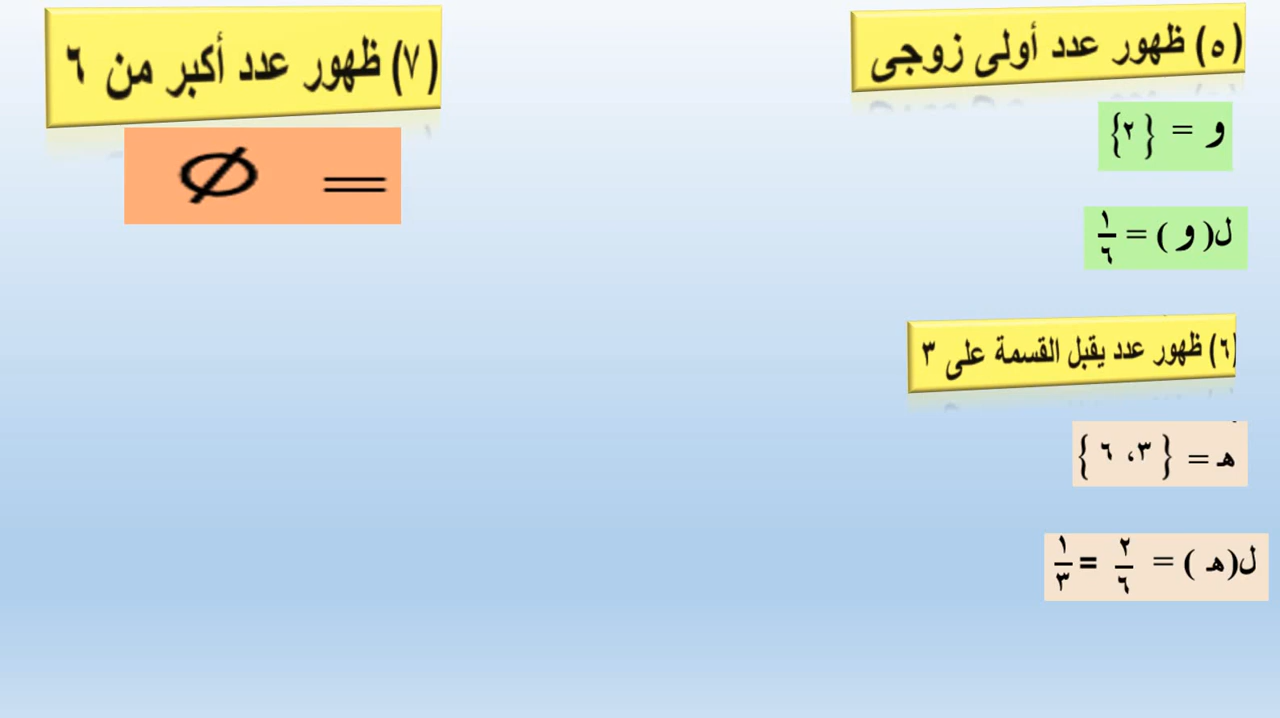 (٥) ظهور عدد أولى زوجى
و = {٢}
ل(و) = ١/٦
(٦) ظهور عدد يقبل القسمة على ٣
هـ = {٣، ٦}
ل(هـ) = ٢/٦ = ١/٣
(٧) ظهور عدد أكبر من ٦
= ∅